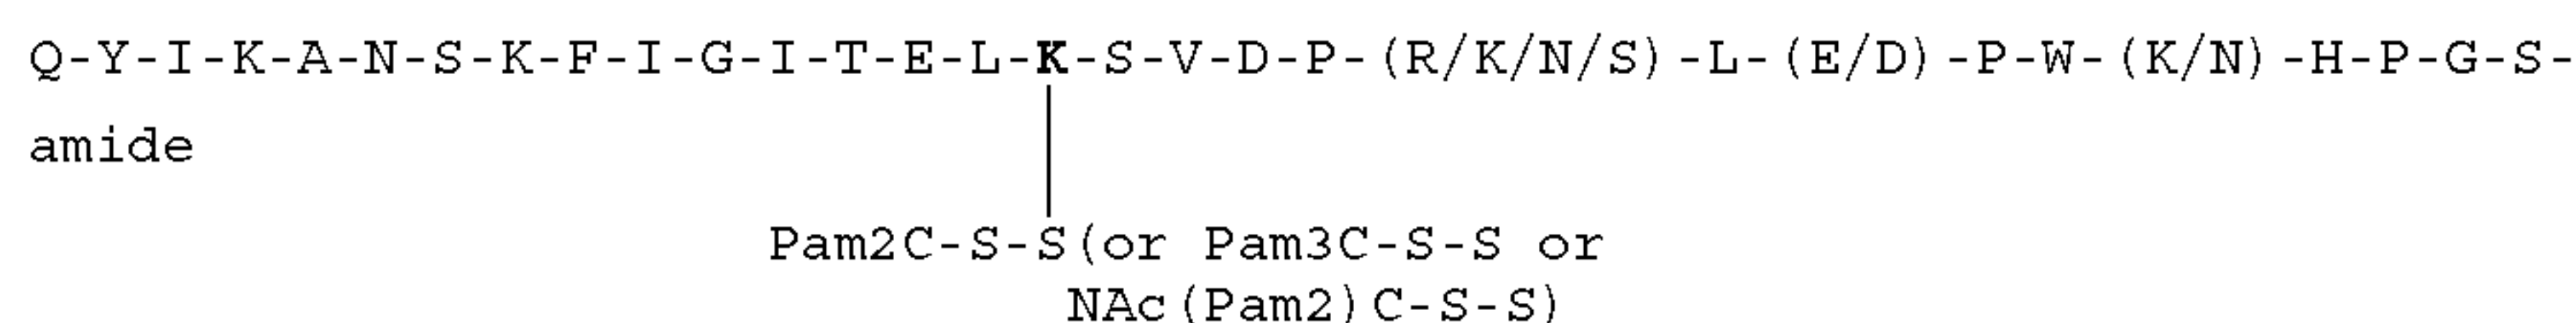 Q-Y-I-K-A-N-S-K-F-I-G-I-T-E-L-K-S-V-D-P-(R/K/N/S)-L-(E/D)-P-W-(K/N)-H-P-G-S-
amide
Pam2C-S-S(or Pam3C-S-S or
NAc(Pam2)C-S-S)